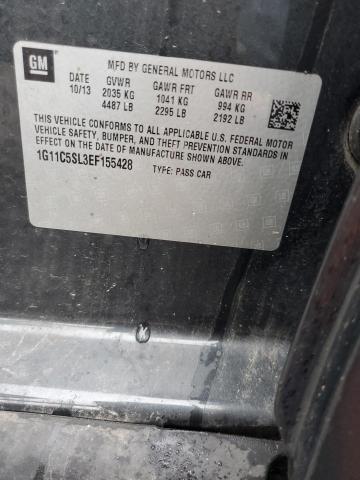 GM
MFD BY GENERAL MOTORS LLC
DATE GVWR GAWR FRT GAWR RR
10/13 2035 KG 1041 KG 994 KG
4487 LB 2295 LB 2192 LB
THIS VEHICLE CONFORMS TO ALL APPLICABLE U.S. FEDERAL MOTOR
VEHICLE SAFETY, BUMPER, AND THEFT PREVENTION STANDARDS IN
EFFECT ON THE DATE OF MANUFACTURE SHOWN ABOVE.
1G11C5SL3EF155428 TYPE: PASS CAR